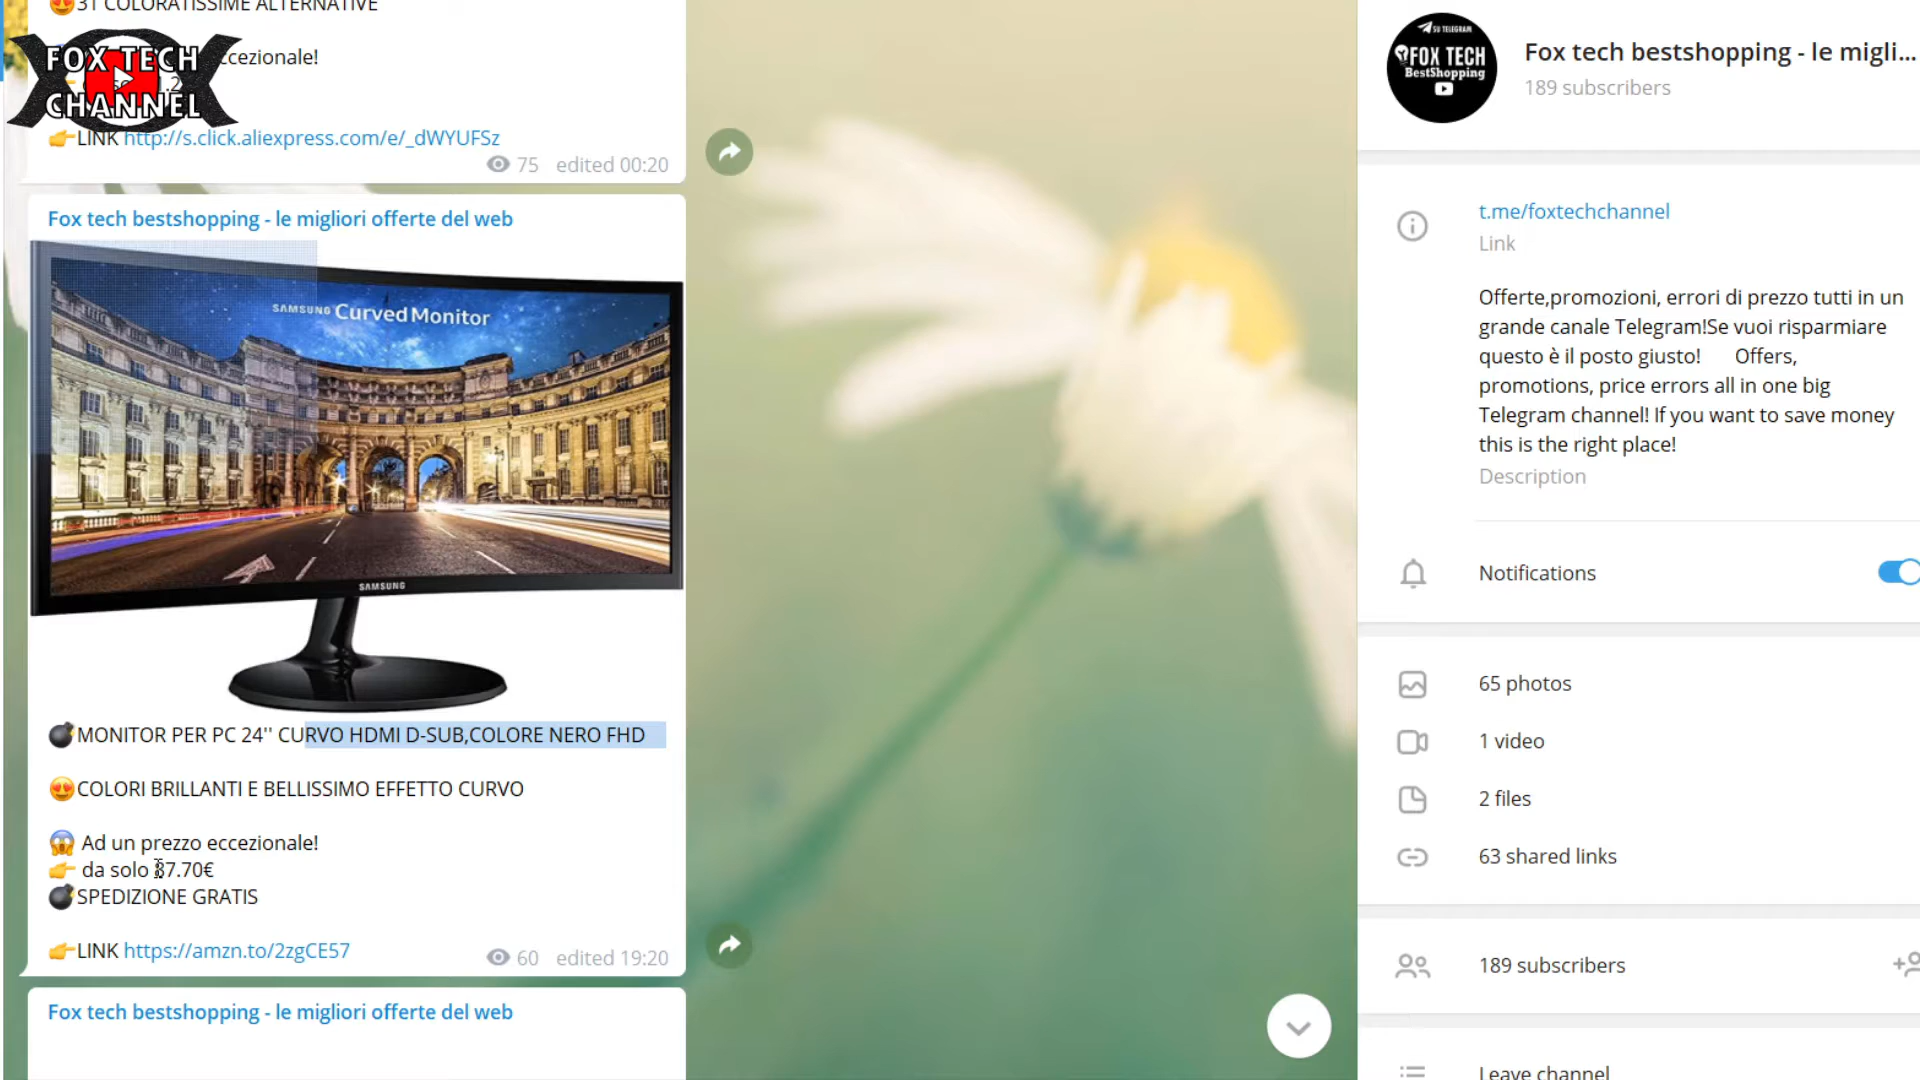 😍31 COLORATISSIME ALTERNATIVE
FOX TECH
CHANNEL
ccezionale!
👉LINK http://s.click.aliexpress.com/e/_dWYUFSz
75 edited 00:20
Fox tech bestshopping - le migliori offerte del web
SAMSUNG Curved Monitor
SAMSUNG
💣MONITOR PER PC 24'' CURVO HDMI D-SUB,COLORE NERO FHD
😍COLORI BRILLANTI E BELLISSIMO EFFETTO CURVO
😱 Ad un prezzo eccezionale!
👉 da solo 87.70€
💣SPEDIZIONE GRATIS
👉LINK https://amzn.to/2zgCE57
60 edited 19:20
Fox tech bestshopping - le migliori offerte del web
SU TELEGRAM
FOX TECH
BestShopping
Fox tech bestshopping - le migli...
189 subscribers
t.me/foxtechchannel
Link
Offerte,promozioni, errori di prezzo tutti in un
grande canale Telegram!Se vuoi risparmiare
questo è il posto giusto! Offers,
promotions, price errors all in one big
Telegram channel! If you want to save money
this is the right place!
Description
Notifications
65 photos
1 video
2 files
63 shared links
189 subscribers
Leave channel